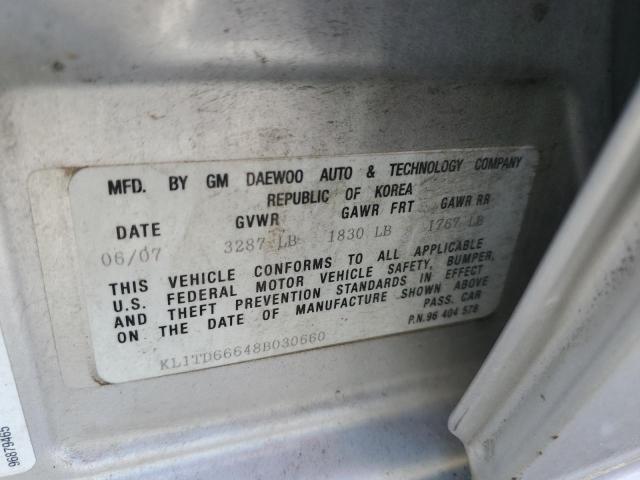 MFD. BY GM DAEWOO AUTO & TECHNOLOGY COMPANY
REPUBLIC OF KOREA
DATE GVWR GAWR FRT GAWR RR
06/07 3287 LB 1830 LB 1767 LB
THIS VEHICLE CONFORMS TO ALL APPLICABLE
U.S. FEDERAL MOTOR VEHICLE SAFETY, BUMPER,
AND THEFT PREVENTION STANDARDS IN EFFECT
ON THE DATE OF MANUFACTURE SHOWN ABOVE
PASS. CAR
P.N. 96 404 578
KL1TD66648B030660
96879465